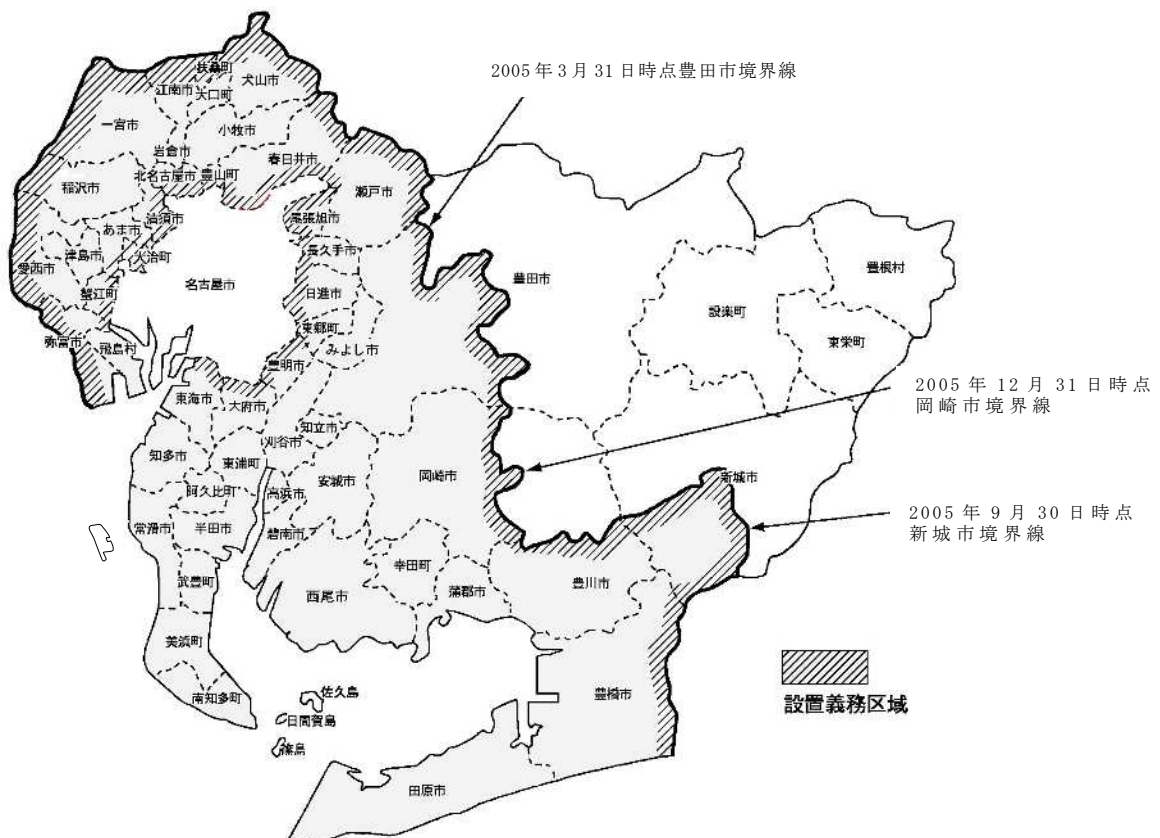 2005年3月31日時点豊田市境界線
扶桑町
犬山市
江南市
大口町
一宮市
小牧市
岩倉市
春日井市
北名古屋市
豊山町
稲沢市
瀬戸市
清須市
尾張旭市
あま市
長久手市
津島市
大治町
愛西市
豊田市
豊根村
名古屋市
蟹江町
日進市
設楽町
東郷町
東栄町
弥富市
飛島村
みよし市
豊明市
2005年12月31日時点
岡崎市境界線
東海市
大府市
知立市
刈谷市
知多市
東浦町
岡崎市
新城市
安城市
阿久比町
高浜市
2005年9月30日時点
新城市境界線
常滑市
半田市
碧南市
幸田町
豊川市
武豊町
蒲郡市
西尾市
美浜町
南知多町
佐久島
豊橋市
設置義務区域
日間賀島
篠島
田原市